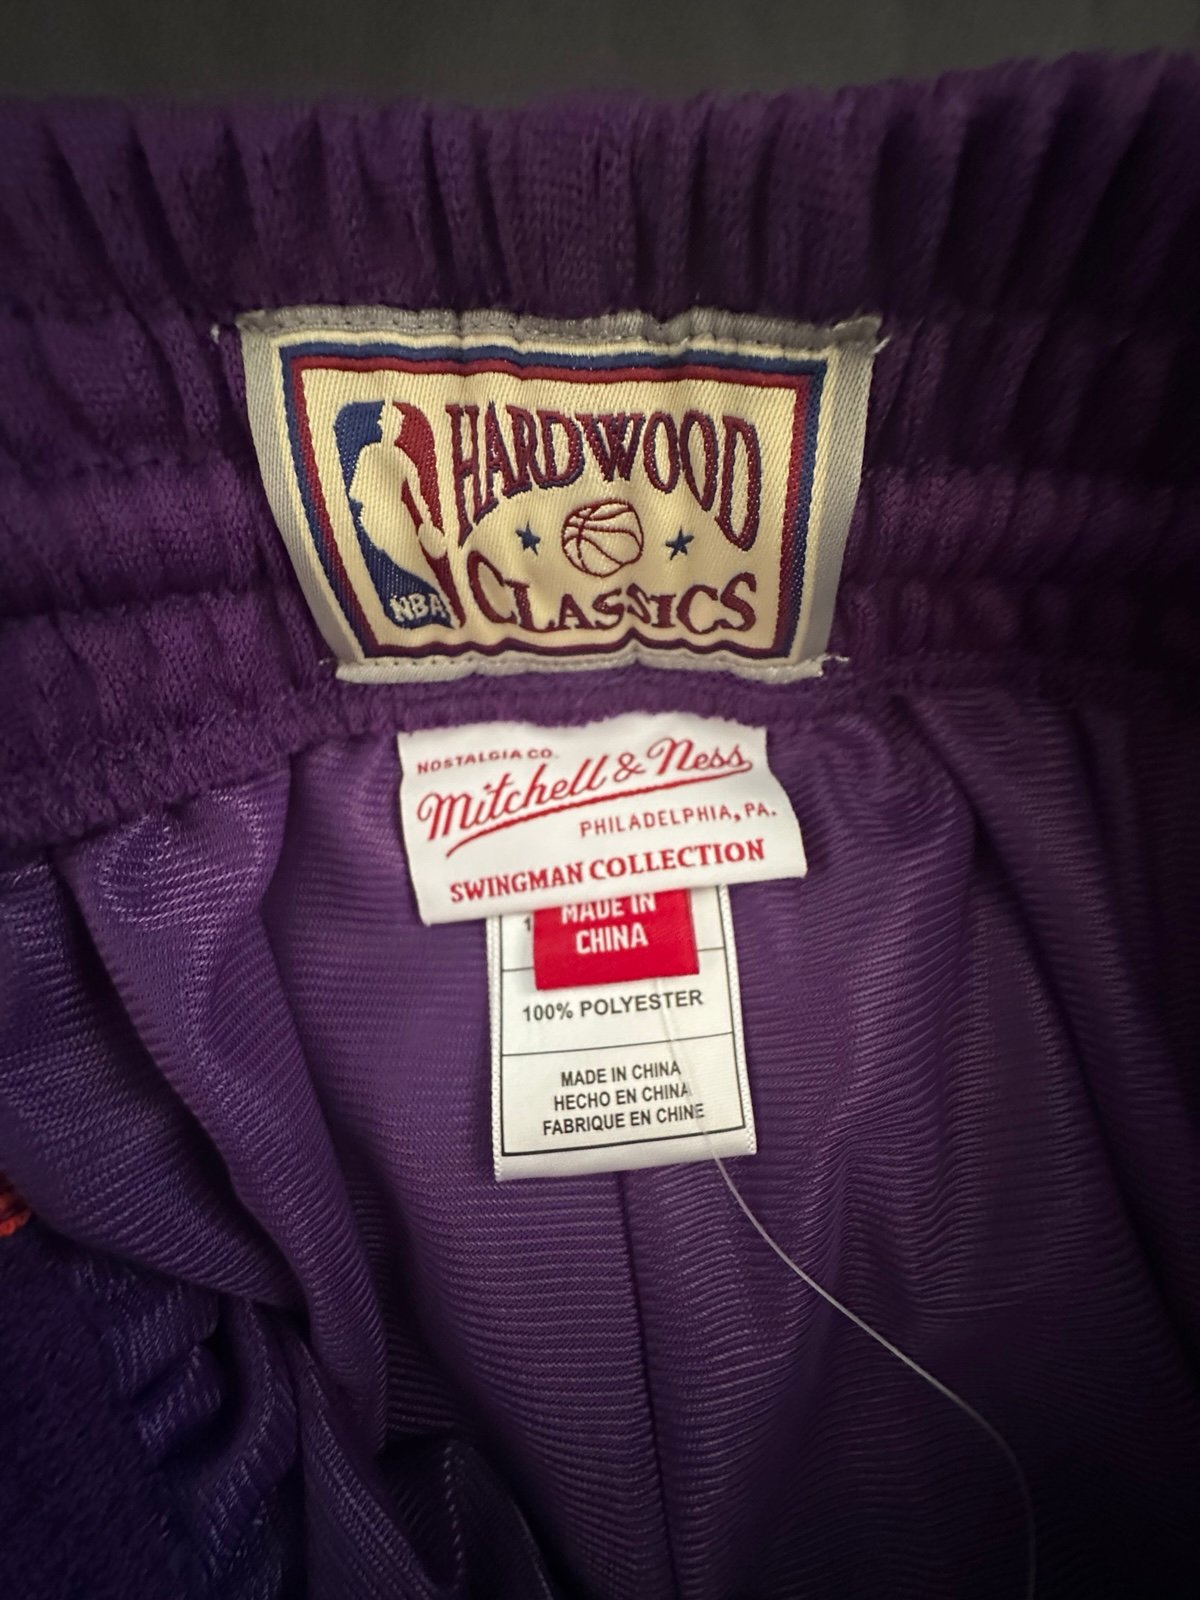 HARDWOOD
CLASSICS
NBA
NOSTALGIA CO.
Mitchell & Ness
PHILADELPHIA, PA.
SWINGMAN COLLECTION
MADE IN
CHINA
100% POLYESTER
MADE IN CHINA
HECHO EN CHINA
FABRIQUE EN CHINE